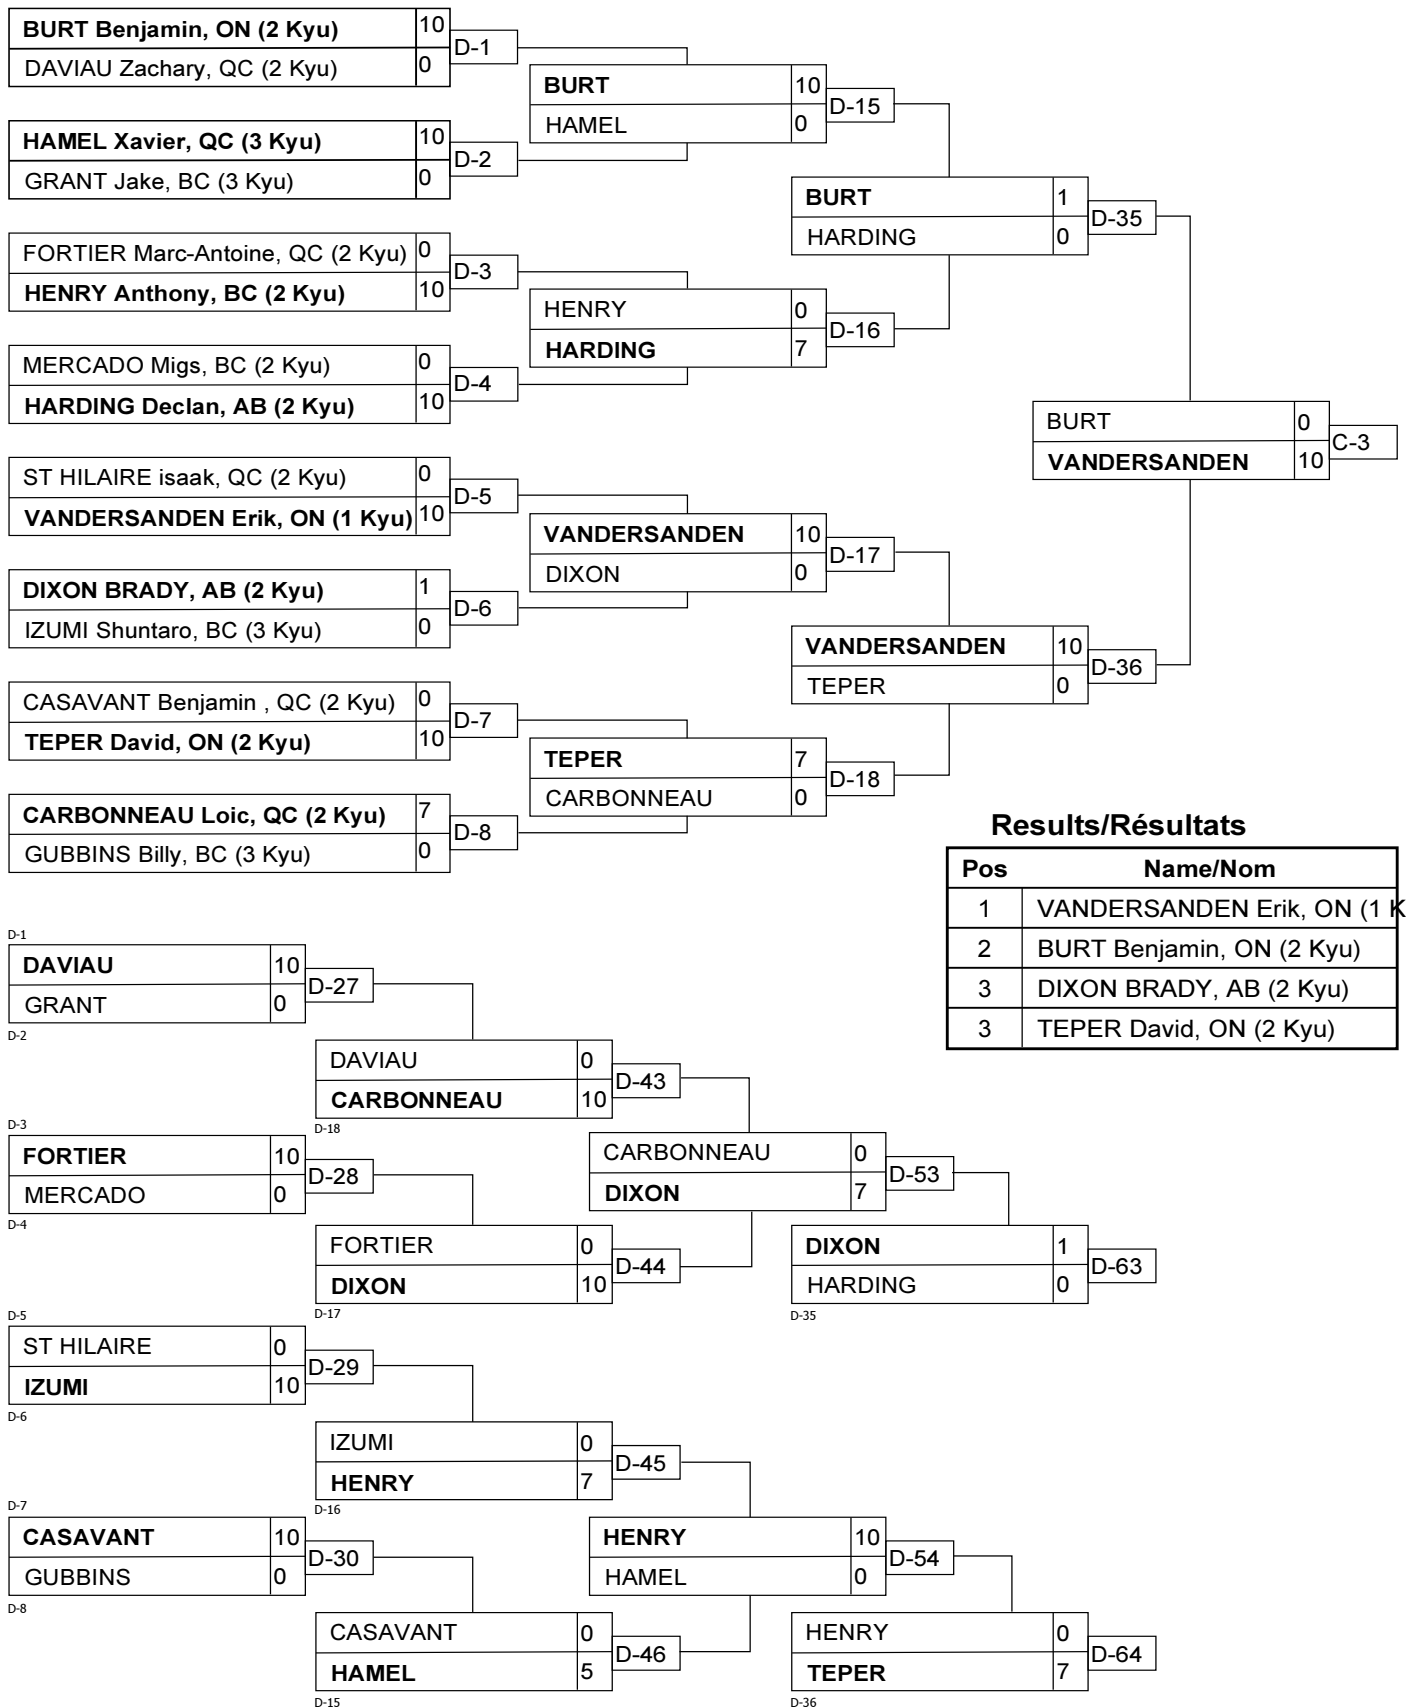 BURT Benjamin, ON (2 Kyu) 10
D-1
DAVIAU Zachary, QC (2 Kyu) 0
BURT 10
D-15
HAMEL 0
HAMEL Xavier, QC (3 Kyu) 10
D-2
GRANT Jake, BC (3 Kyu) 0
BURT 1
D-35
HARDING 0
FORTIER Marc-Antoine, QC (2 Kyu) 0
D-3
HENRY Anthony, BC (2 Kyu) 10
HENRY 0
D-16
HARDING 7
MERCADO Migs, BC (2 Kyu) 0
D-4
HARDING Declan, AB (2 Kyu) 10
BURT 0
C-3
VANDERSANDEN 10
ST HILAIRE isaak, QC (2 Kyu) 0
D-5
VANDERSANDEN Erik, ON (1 Kyu) 10
VANDERSANDEN 10
D-17
DIXON 0
DIXON BRADY, AB (2 Kyu) 1
D-6
IZUMI Shuntaro, BC (3 Kyu) 0
VANDERSANDEN 10
D-36
TEPER 0
CASAVANT Benjamin , QC (2 Kyu) 0
D-7
TEPER David, ON (2 Kyu) 10
TEPER 7
D-18
CARBONNEAU 0
CARBONNEAU Loic, QC (2 Kyu) 7
D-8
GUBBINS Billy, BC (3 Kyu) 0
Results/Résultats
Pos Name/Nom
1 VANDERSANDEN Erik, ON (1 K
2 BURT Benjamin, ON (2 Kyu)
3 DIXON BRADY, AB (2 Kyu)
3 TEPER David, ON (2 Kyu)
D-1
DAVIAU 10
D-27
GRANT 0
D-2
DAVIAU 0
D-43
CARBONNEAU 10
D-18
D-3
FORTIER 10
D-28
MERCADO 0
D-4
CARBONNEAU 0
D-53
DIXON 7
FORTIER 0
D-44
DIXON 10
D-17
DIXON 1
D-63
HARDING 0
D-35
D-5
ST HILAIRE 0
D-29
IZUMI 10
D-6
IZUMI 0
D-45
HENRY 7
D-16
D-7
CASAVANT 10
D-30
GUBBINS 0
D-8
HENRY 10
D-54
HAMEL 0
CASAVANT 0
D-46
HAMEL 5
D-15
HENRY 0
D-64
TEPER 7
D-36